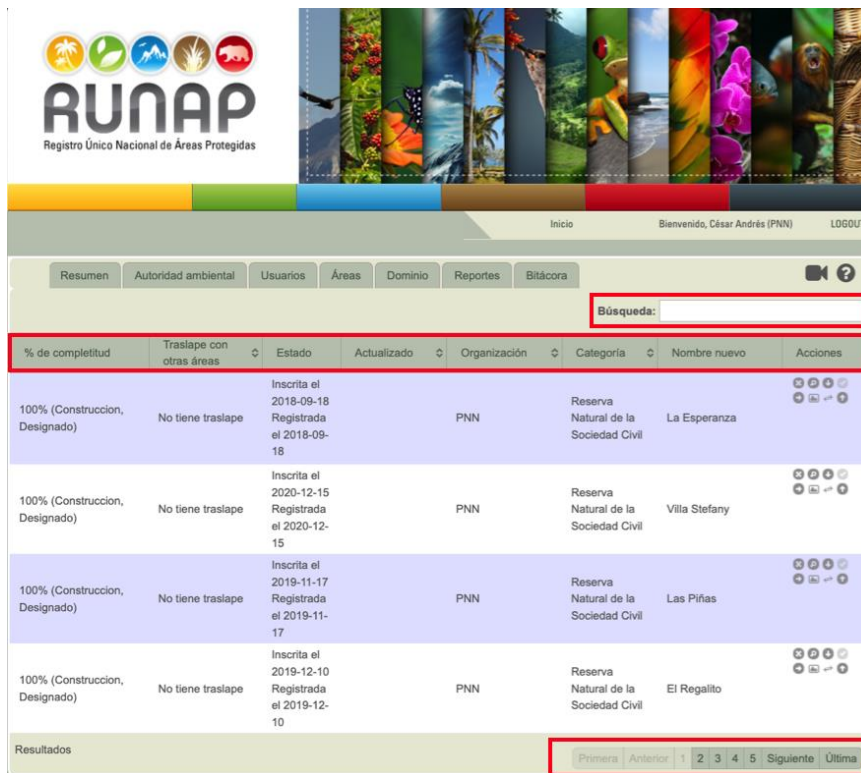 RUNAP
Registro Único Nacional de Áreas Protegidas
Inicio Bienvenido, César Andrés (PNN) LOGOU
Resumen Autoridad ambiental Usuarios Áreas Dominio Reportes Bitácora
Búsqueda:
% de completitud Traslape con otras áreas Estado Actualizado Organización Categoría Nombre nuevo Acciones
100% (Construccion,
Designado)
No tiene traslape
Inscrita el
2018-09-18
Registrada
el 2018-09-
18
PNN
Reserva
Natural de la
Sociedad Civil
La Esperanza
100% (Construccion,
Designado)
No tiene traslape
Inscrita el
2020-12-15
Registrada
el 2020-12-
15
PNN
Reserva
Natural de la
Sociedad Civil
Villa Stefany
100% (Construccion,
Designado)
No tiene traslape
Inscrita el
2019-11-17
Registrada
el 2019-11-
17
PNN
Reserva
Natural de la
Sociedad Civil
Las Piñas
100% (Construccion,
Designado)
No tiene traslape
Inscrita el
2019-12-10
Registrada
el 2019-12-
10
PNN
Reserva
Natural de la
Sociedad Civil
El Regalito
Resultados
Primera Anterior 1 2 3 4 5 Siguiente Última